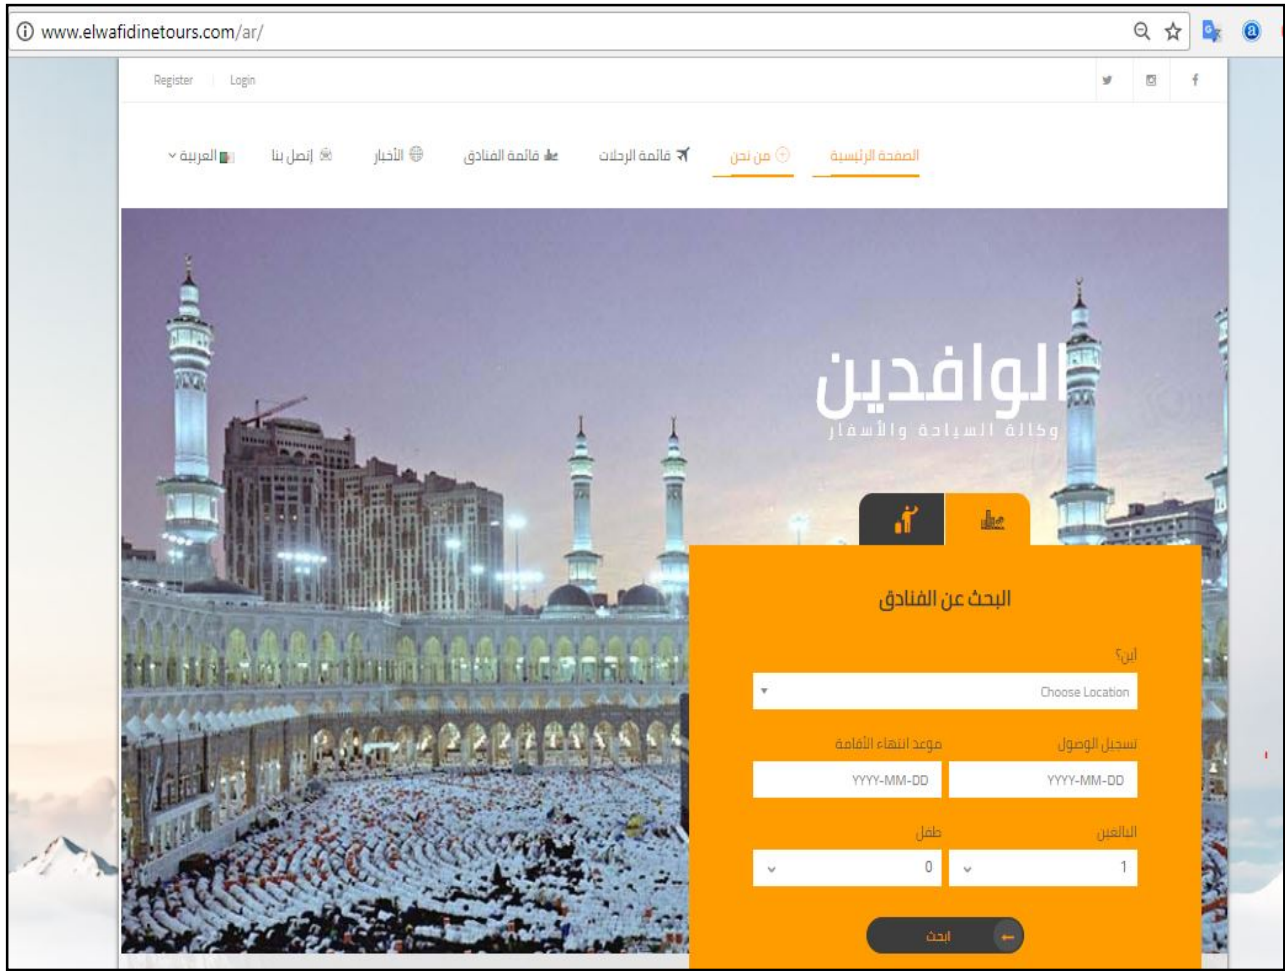 www.elwafidinetours.com/ar/
Register Login
الصفحة الرئيسية من نحن قائمة الرحلات قائمة الفنادق الأخبار إتصل بنا العربية
الوافدين
وكالة السياحة والأسفار
البحث عن الفنادق
أين؟
Choose Location
تسجيل الوصول موعد انتهاء الأقامة
YYYY-MM-DD YYYY-MM-DD
البالغين طفل
1 0
ابحث